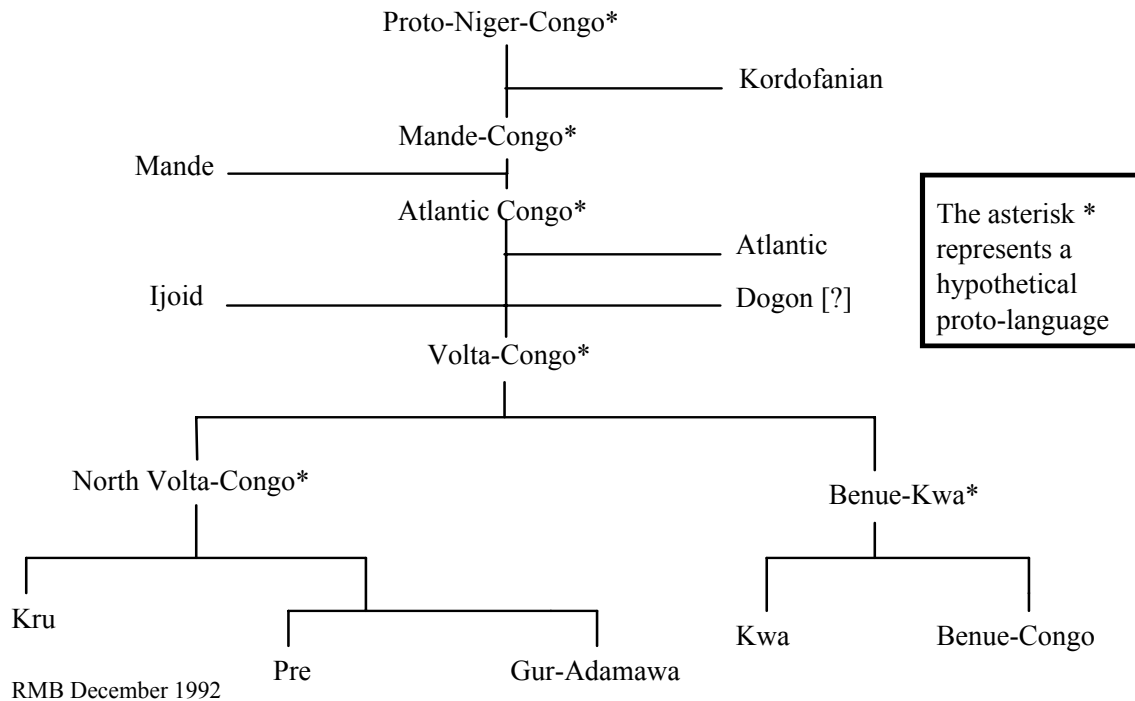 Proto-Niger-Congo*
Kordofanian
Mande-Congo*
Mande
Atlantic Congo*
The asterisk *
represents a
hypothetical
proto-language
Atlantic
Ijoid
Dogon [?]
Volta-Congo*
North Volta-Congo*
Benue-Kwa*
Kru
Pre
Gur-Adamawa
Kwa
Benue-Congo
RMB December 1992